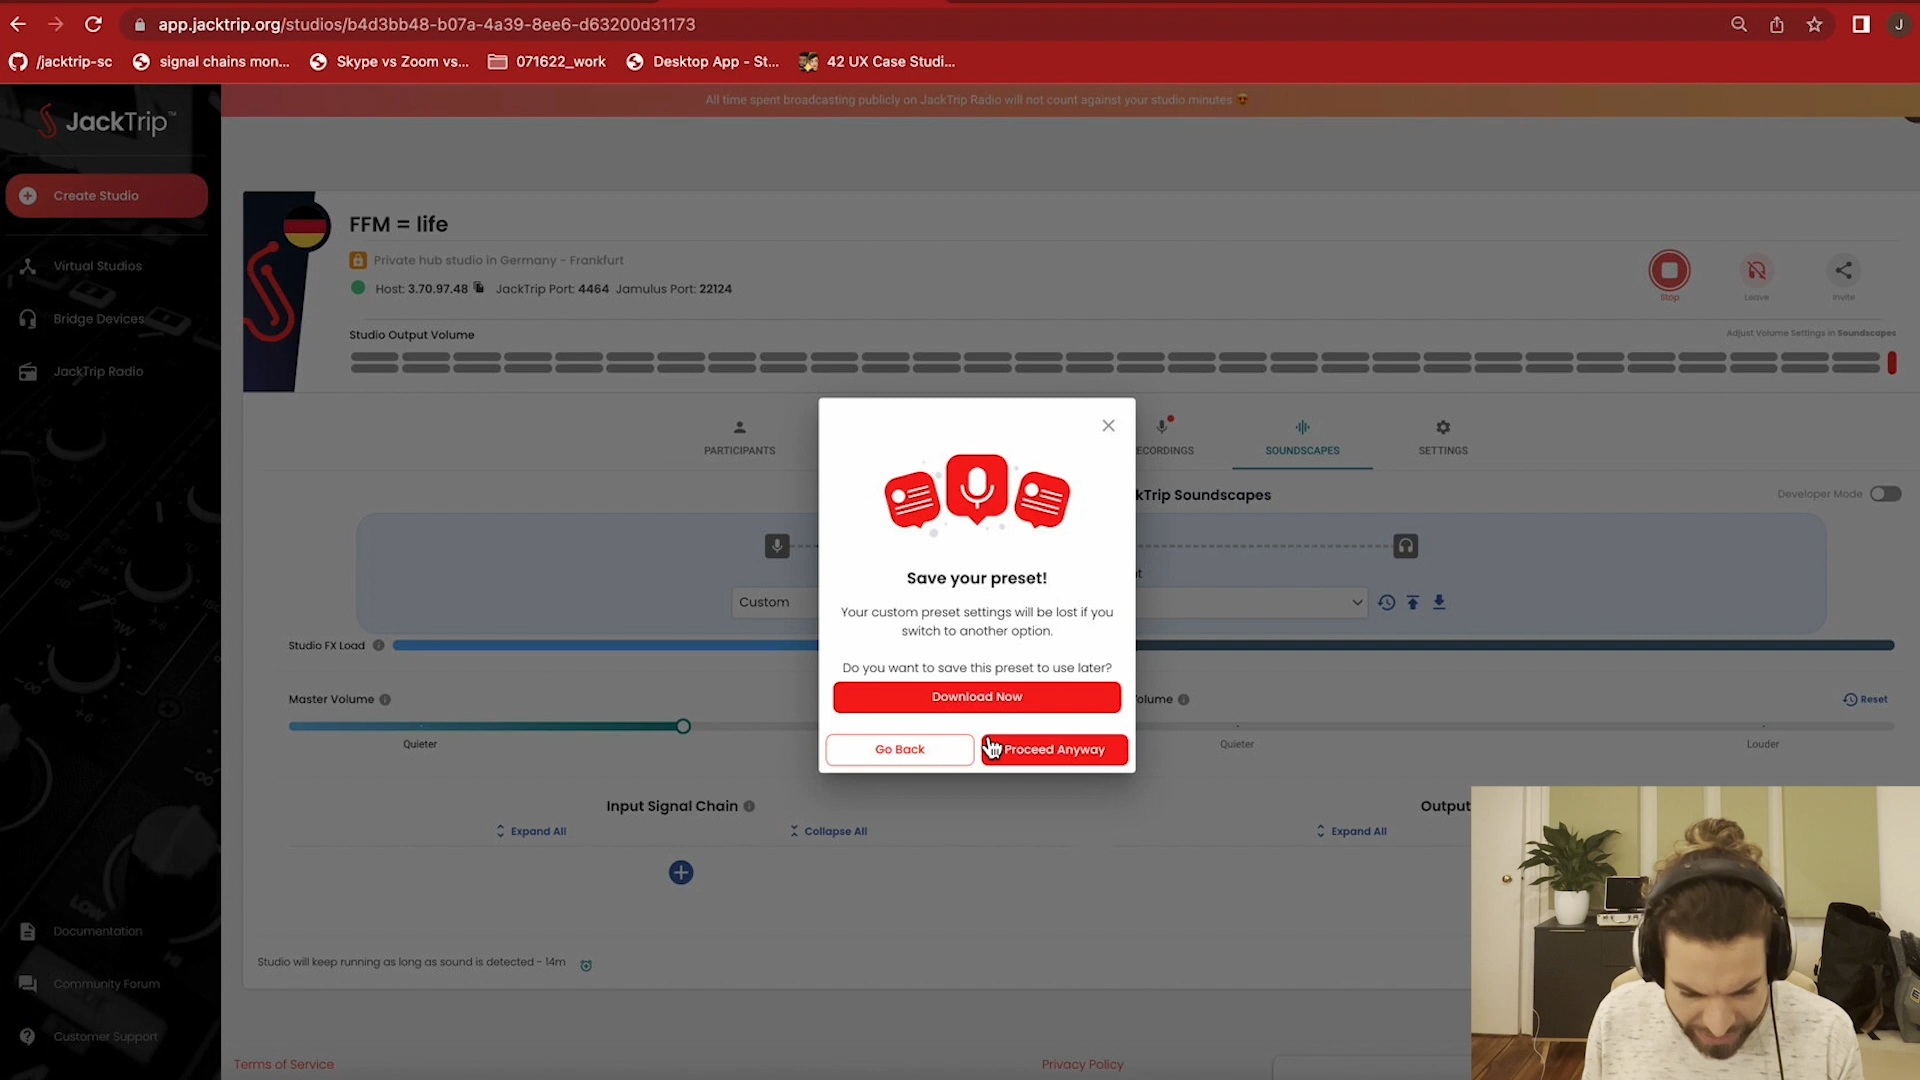 app.jacktrip.org/studios/b4d3bb48-b07a-4a39-8ee6-d63200d31173
J
/jacktrip-sc
signal chains mon...
Skype vs Zoom vs...
071622_work
Desktop App - St...
42 UX Case Studi...
All time spent broadcasting publicly on JackTrip Radio will not count against your studio minutes 😍
JackTrip™
Create Studio
Virtual Studios
Bridge Devices
JackTrip Radio
Documentation
Community Forum
Customer Support
FFM = life
Private hub studio in Germany - Frankfurt
Host: 3.70.97.48 JackTrip Port: 4464 Jamulus Port: 22124
Stop
Leave
Invite
Studio Output Volume
Adjust Volume Settings in Soundscapes
PARTICIPANTS
ECORDINGS
SOUNDSCAPES
SETTINGS
kTrip Soundscapes
Developer Mode
Custom
Studio FX Load
Master Volume
Quieter
olume
Reset
Quieter
Louder
Save your preset!
Your custom preset settings will be lost if you
switch to another option.
Do you want to save this preset to use later?
Download Now
Go Back
Proceed Anyway
Input Signal Chain
Expand All
Collapse All
Output
Expand All
Studio will keep running as long as sound is detected - 14m
Terms of Service
Privacy Policy